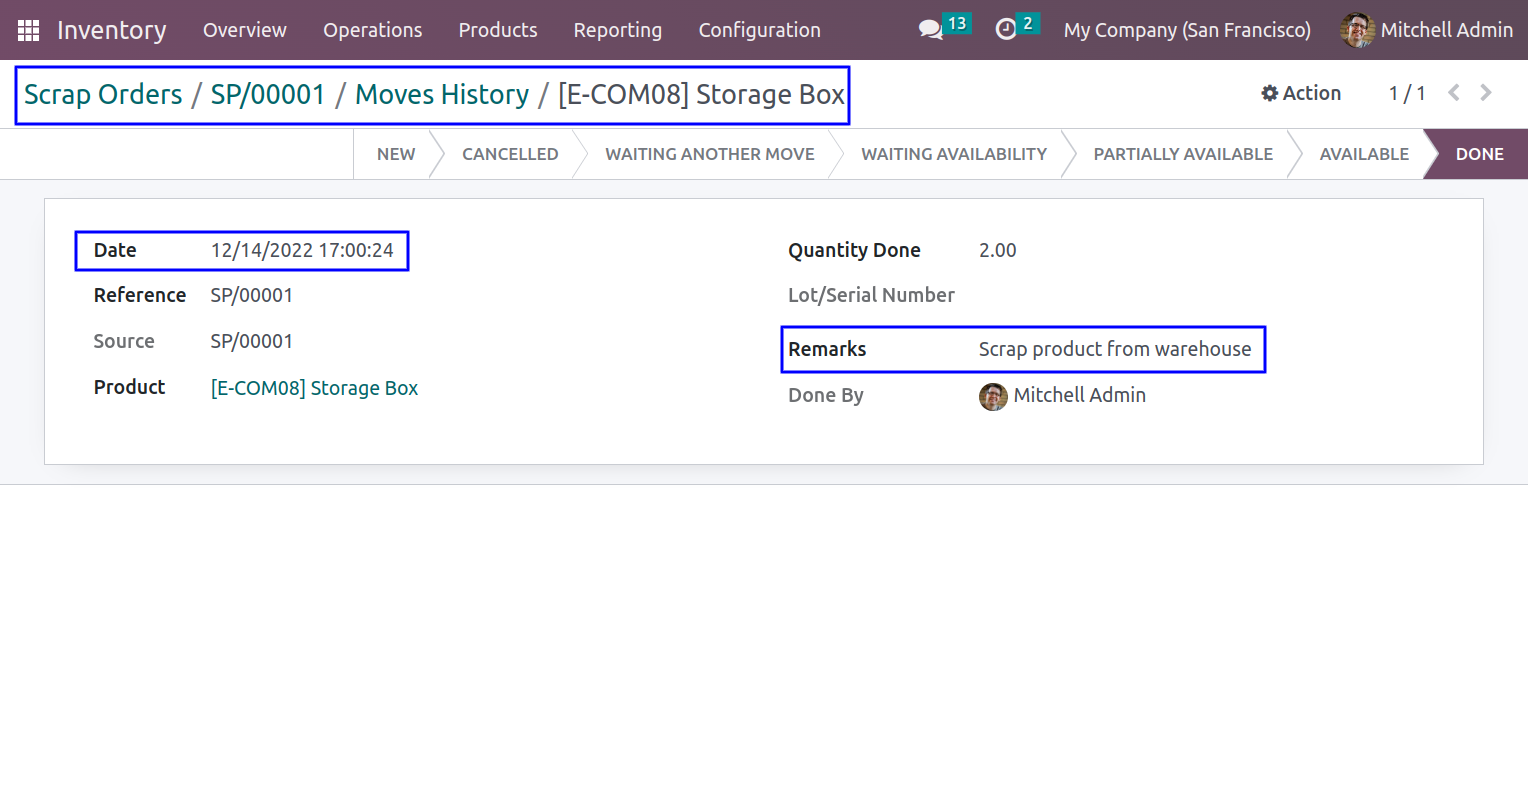 Inventory Overview Operations Products Reporting Configuration 13 2 My Company (San Francisco) Mitchell Admin
Scrap Orders / SP/00001 / Moves History / [E-COM08] Storage Box Action 1 / 1
NEW CANCELLED WAITING ANOTHER MOVE WAITING AVAILABILITY PARTIALLY AVAILABLE AVAILABLE DONE
Date 12/14/2022 17:00:24
Reference SP/00001
Source SP/00001
Product [E-COM08] Storage Box
Quantity Done 2.00
Lot/Serial Number
Remarks Scrap product from warehouse
Done By Mitchell Admin